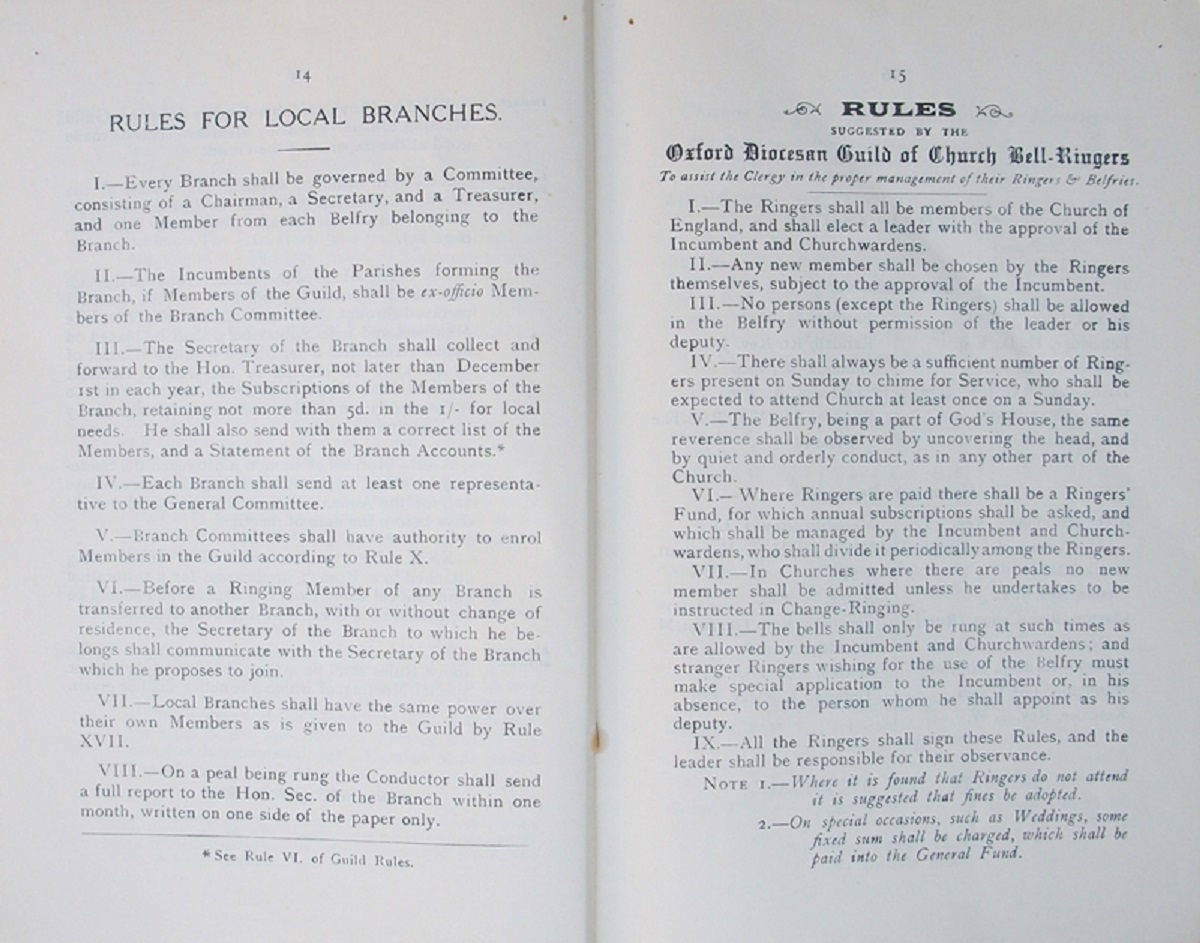 14
RULES FOR LOCAL BRANCHES.
I.—Every Branch shall be governed by a Committee,
consisting of a Chairman, a Secretary, and a Treasurer,
and one Member from each Belfry belonging to the
Branch.
II.—The Incumbents of the Parishes forming the
Branch, if Members of the Guild, shall be ex-officio Mem-
bers of the Branch Committee.
III.—The Secretary of the Branch shall collect and
forward to the Hon. Treasurer, not later than December
1st in each year, the Subscriptions of the Members of the
Branch, retaining not more than 5d. in the 1/- for local
needs. He shall also send with them a correct list of the
Members, and a Statement of the Branch Accounts.*
IV.—Each Branch shall send at least one representa-
tive to the General Committee.
V.—Branch Committees shall have authority to enrol
Members in the Guild according to Rule X.
VI.—Before a Ringing Member of any Branch is
transferred to another Branch, with or without change of
residence, the Secretary of the Branch to which he be-
longs shall communicate with the Secretary of the Branch
which he proposes to join.
VII.—Local Branches shall have the same power over
their own Members as is given to the Guild by Rule
XVII.
VIII.—On a peal being rung the Conductor shall send
a full report to the Hon. Sec. of the Branch within one
month, written on one side of the paper only.
*See Rule VI. of Guild Rules.
15
RULES
SUGGESTED BY THE
Oxford Diocesan Guild of Church Bell-Ringers
To assist the Clergy in the proper management of their Ringers & Belfries.
I.—The Ringers shall all be members of the Church of
England, and shall elect a leader with the approval of the
Incumbent and Churchwardens.
II.—Any new member shall be chosen by the Ringers
themselves, subject to the approval of the Incumbent.
III.—No persons (except the Ringers) shall be allowed
in the Belfry without permission of the leader or his
deputy.
IV.—There shall always be a sufficient number of Ring-
ers present on Sunday to chime for Service, who shall be
expected to attend Church at least once on a Sunday.
V.—The Belfry, being a part of God's House, the same
reverence shall be observed by uncovering the head, and
by quiet and orderly conduct, as in any other part of the
Church.
VI.—Where Ringers are paid there shall be a Ringers'
Fund, for which annual subscriptions shall be asked, and
which shall be managed by the Incumbent and Church-
wardens, who shall divide it periodically among the Ringers.
VII.—In Churches where there are peals no new
member shall be admitted unless he undertakes to be
instructed in Change-Ringing.
VIII.—The bells shall only be rung at such times as
are allowed by the Incumbent and Churchwardens; and
stranger Ringers wishing for the use of the Belfry must
make special application to the Incumbent or, in his
absence, to the person whom he shall appoint as his
deputy.
IX.—All the Ringers shall sign these Rules, and the
leader shall be responsible for their observance.
NOTE 1.—Where it is found that Ringers do not attend
it is suggested that fines be adopted.
2.—On special occasions, such as Weddings, some
fixed sum shall be charged, which shall be
paid into the General Fund.